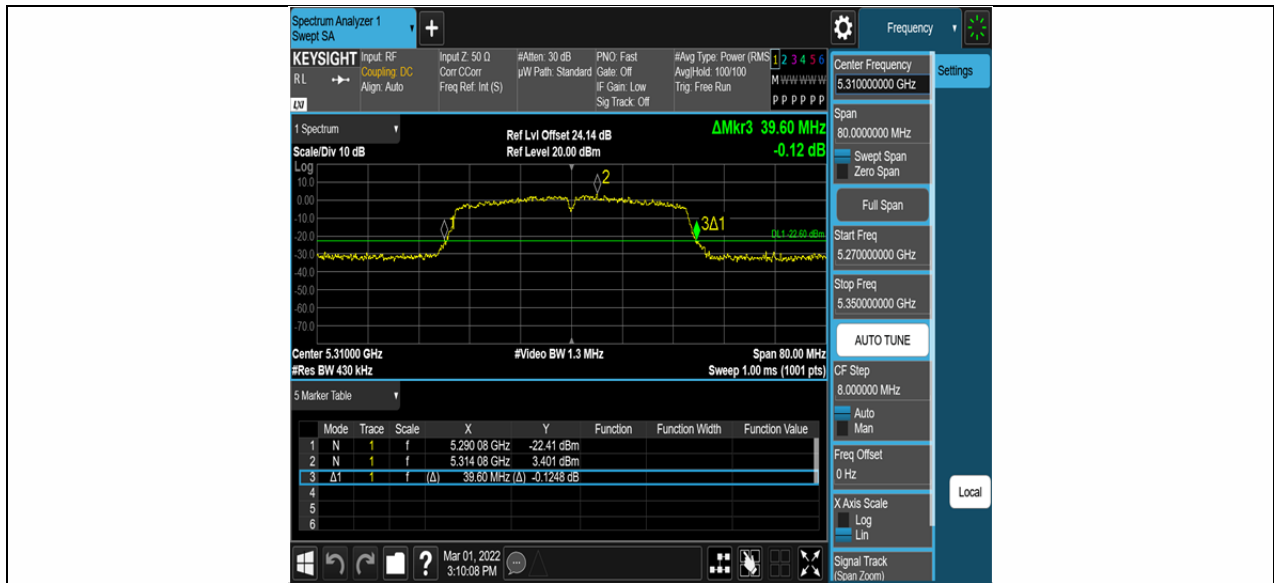 Spectrum Analyzer 1
Swept SA
+
Frequency
KEYSIGHT
RL
LXI
Input: RF
Coupling: DC
Align: Auto
Input Z: 50 Ω
Corr CCorr
Freq Ref: Int (S)
#Atten: 30 dB
µW Path: Standard
PNO: Fast
Gate: Off
IF Gain: Low
Sig Track: Off
#Avg Type: Power (RMS
Avg|Hold: 100/100
Trig: Free Run
1 2 3 4 5 6
M W W W W W
P P P P P P
1 Spectrum
Scale/Div 10 dB
Ref Lvl Offset 24.14 dB
Ref Level 20.00 dBm
ΔMkr3 39.60 MHz
-0.12 dB
Log
10.0
0.00
-10.0
-20.0
-30.0
-40.0
-50.0
-60.0
-70.0
1
2
3Δ1
DL1 -22.60 dBm
Center 5.31000 GHz
#Video BW 1.3 MHz
Span 80.00 MHz
#Res BW 430 kHz
Sweep 1.00 ms (1001 pts)
5 Marker Table
Mode Trace Scale X Y Function Function Width Function Value
1 N 1 f 5.290 08 GHz -22.41 dBm
2 N 1 f 5.314 08 GHz 3.401 dBm
3 Δ1 1 f (Δ) 39.60 MHz (Δ) -0.1248 dB
4
5
6
?
Mar 01, 2022
3:10:08 PM
Center Frequency
5.310000000 GHz
Span
80.0000000 MHz
Swept Span
Zero Span
Full Span
Start Freq
5.270000000 GHz
Stop Freq
5.350000000 GHz
AUTO TUNE
CF Step
8.000000 MHz
Auto
Man
Freq Offset
0 Hz
X Axis Scale
Log
Lin
Signal Track
(Span Zoom)
Settings
Local